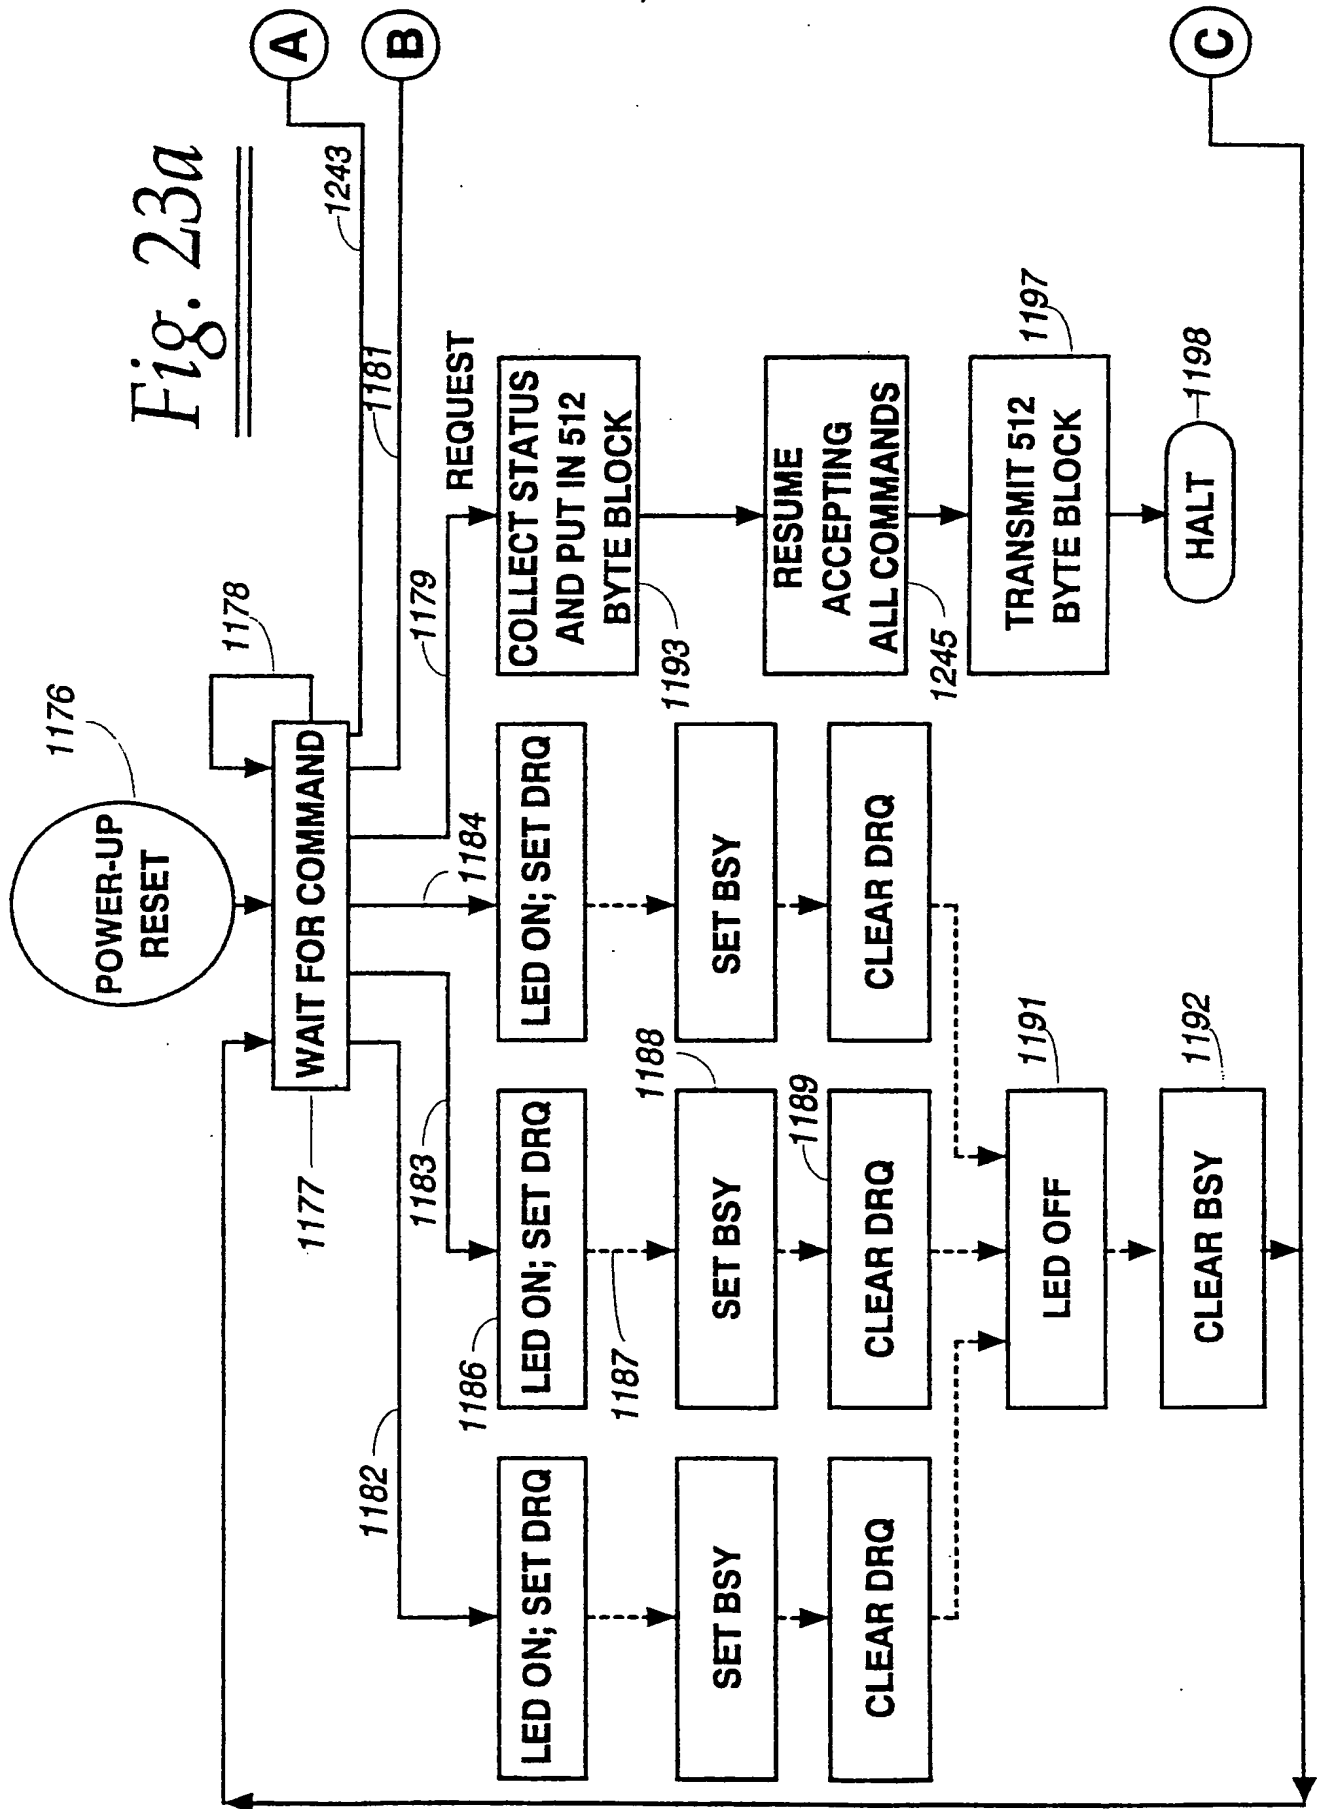 Fig. 23a
A
B
C
1243
1181
POWER-UP
RESET
1176
1178
WAIT FOR COMMAND
1177
1182
1183
1184
1179
REQUEST
LED ON; SET DRQ
1186
LED ON; SET DRQ
LED ON; SET DRQ
COLLECT STATUS
AND PUT IN 512
BYTE BLOCK
1193
1187
SET BSY
SET BSY
1188
SET BSY
RESUME
ACCEPTING
ALL COMMANDS
1245
CLEAR DRQ
CLEAR DRQ
1189
CLEAR DRQ
TRANSMIT 512
BYTE BLOCK
1197
LED OFF
1191
HALT
1198
CLEAR BSY
1192